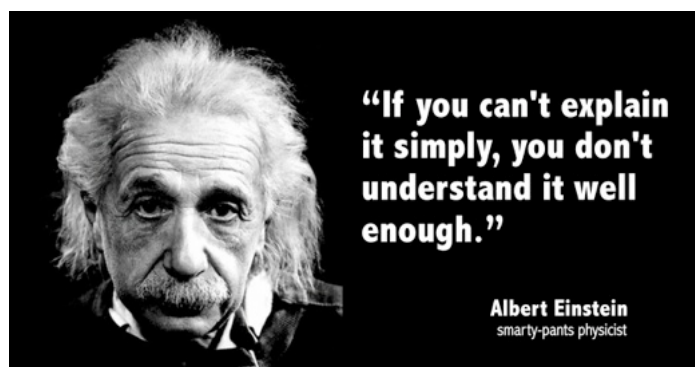 “If you can't explain
it simply, you don't
understand it well
enough.”
Albert Einstein
smarty-pants physicist